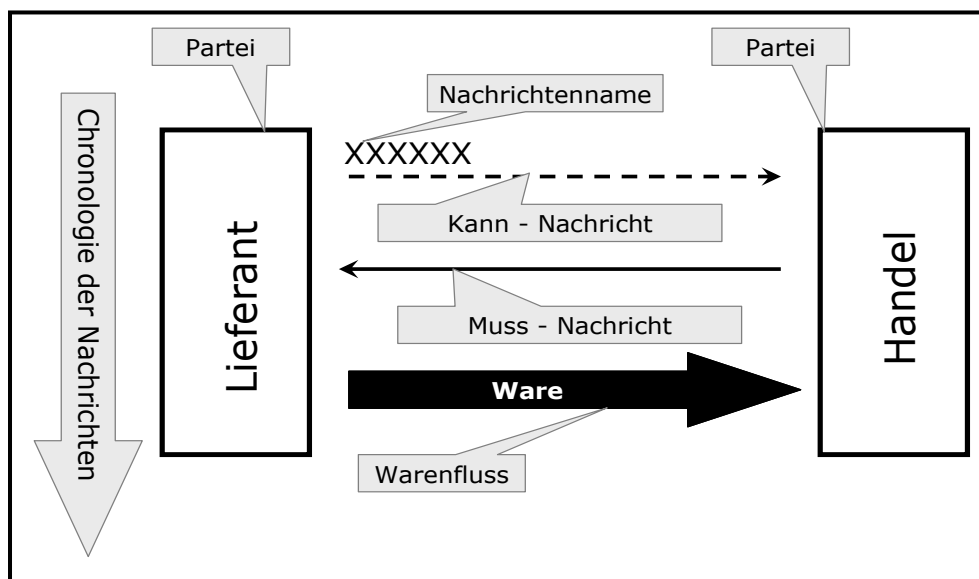 Partei
Partei
Nachrichtenname
XXXXXX
Kann - Nachricht
Muss - Nachricht
Ware
Warenfluss
Chronologie der Nachrichten
Lieferant
Handel